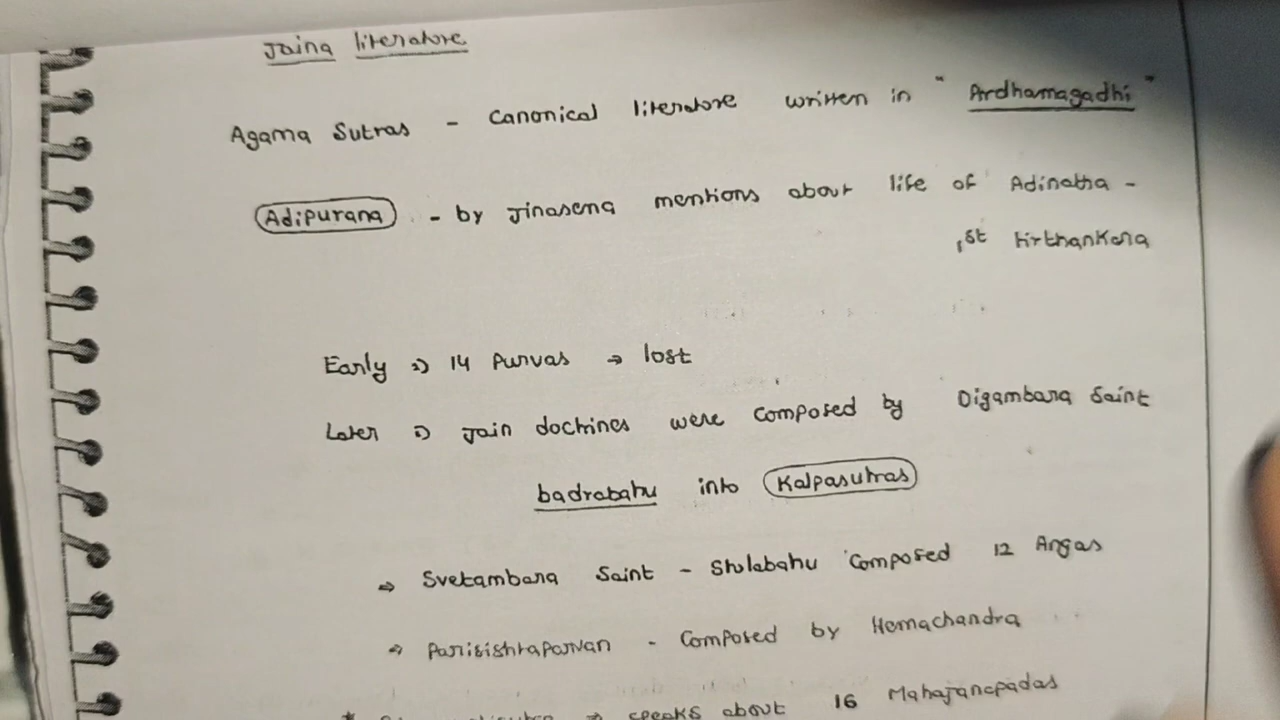 Jaina literature
Agama Sutras - Canonical literature written in "Ardhamagadhi"
Adipurana - by Jinasena mentions about life of Adinatha -
1st tirthankara
Early ⇒ 14 Purvas → lost
Later ⇒ Jain doctrines were composed by Digambara Saint
badrabahu into Kalpasutras
⇒ Svetambara Saint - Stulabahu composed 12 Angas
⇒ Parisishtaparvan - Composed by Hemachandra
⇒ speaks about 16 Mahajanapadas